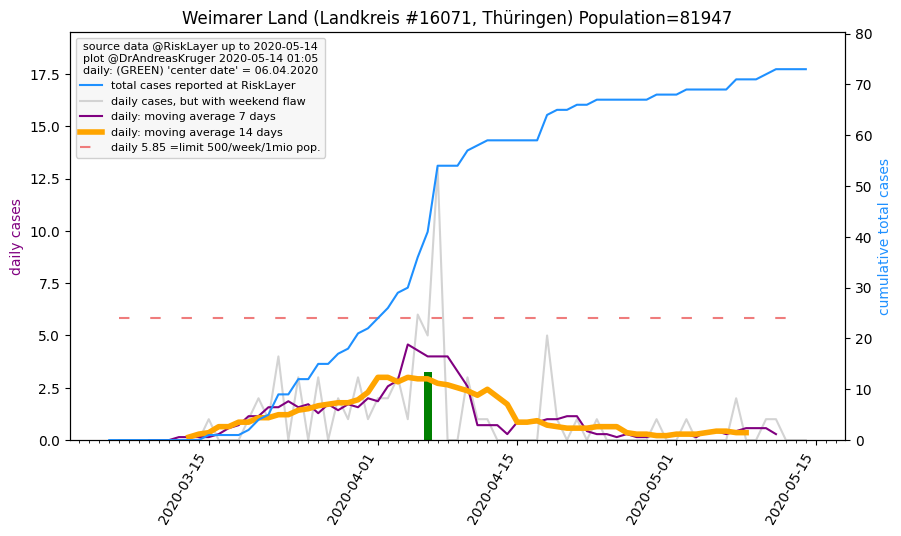 Weimarer Land (Landkreis #16071, Thüringen) Population=81947
source data @RiskLayer up to 2020-05-14
plot @DrAndreasKruger 2020-05-14 01:05
daily: (GREEN) 'center date' = 06.04.2020
total cases reported at RiskLayer
daily cases, but with weekend flaw
daily: moving average 7 days
daily: moving average 14 days
daily 5.85 =limit 500/week/1mio pop.
daily cases
17.5
15.0
12.5
10.0
7.5
5.0
2.5
0.0
80
70
60
50
40
30
20
10
0
cumulative total cases
2020-03-15
2020-04-01
2020-04-15
2020-05-01
2020-05-15